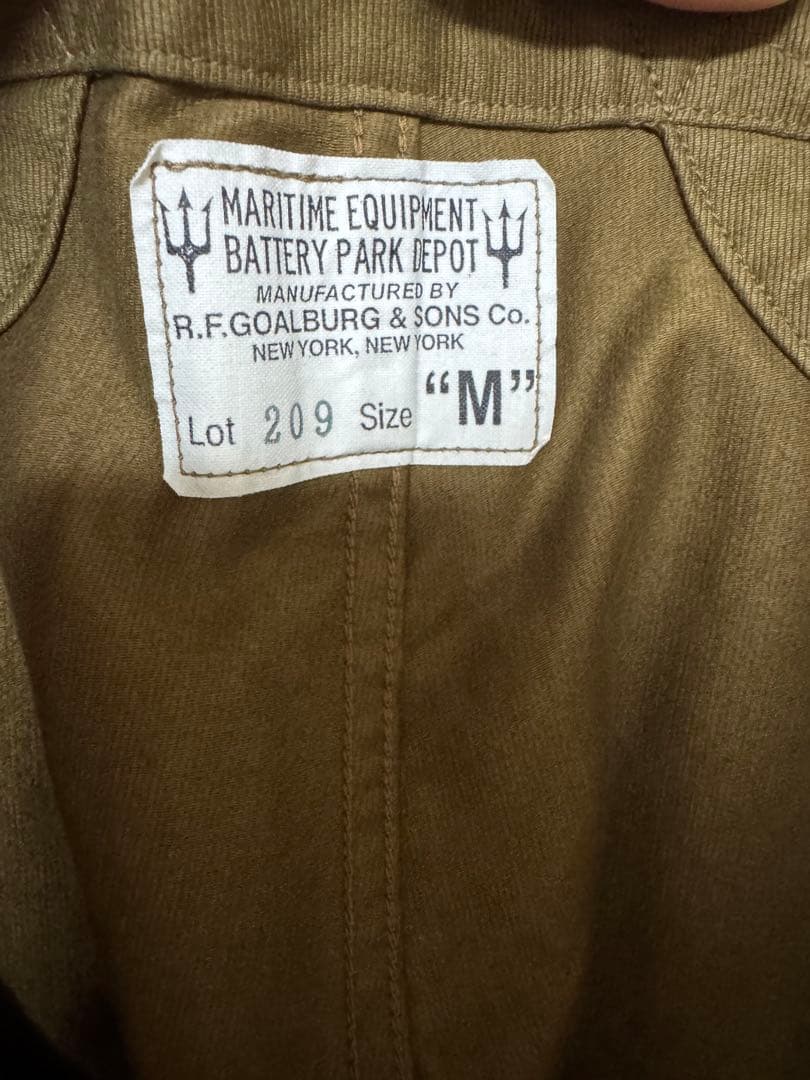 MARITIME EQUIPMENT
BATTERY PARK DEPOT
MANUFACTURED BY
R.F.GOALBURG & SONS Co.
NEW YORK, NEW YORK
Lot 209 Size “M”